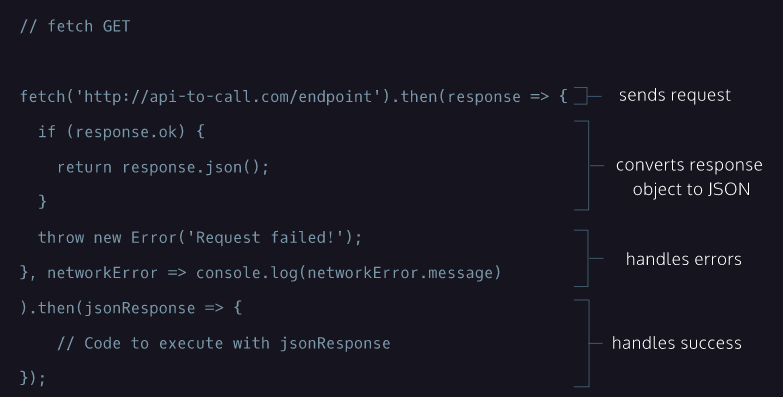 // fetch GET
fetch('http://api-to-call.com/endpoint').then(response => {
sends request
if (response.ok) {
return response.json();
}
converts response
object to JSON
throw new Error('Request failed!');
}, networkError => console.log(networkError.message)
handles errors
).then(jsonResponse => {
// Code to execute with jsonResponse
});
handles success